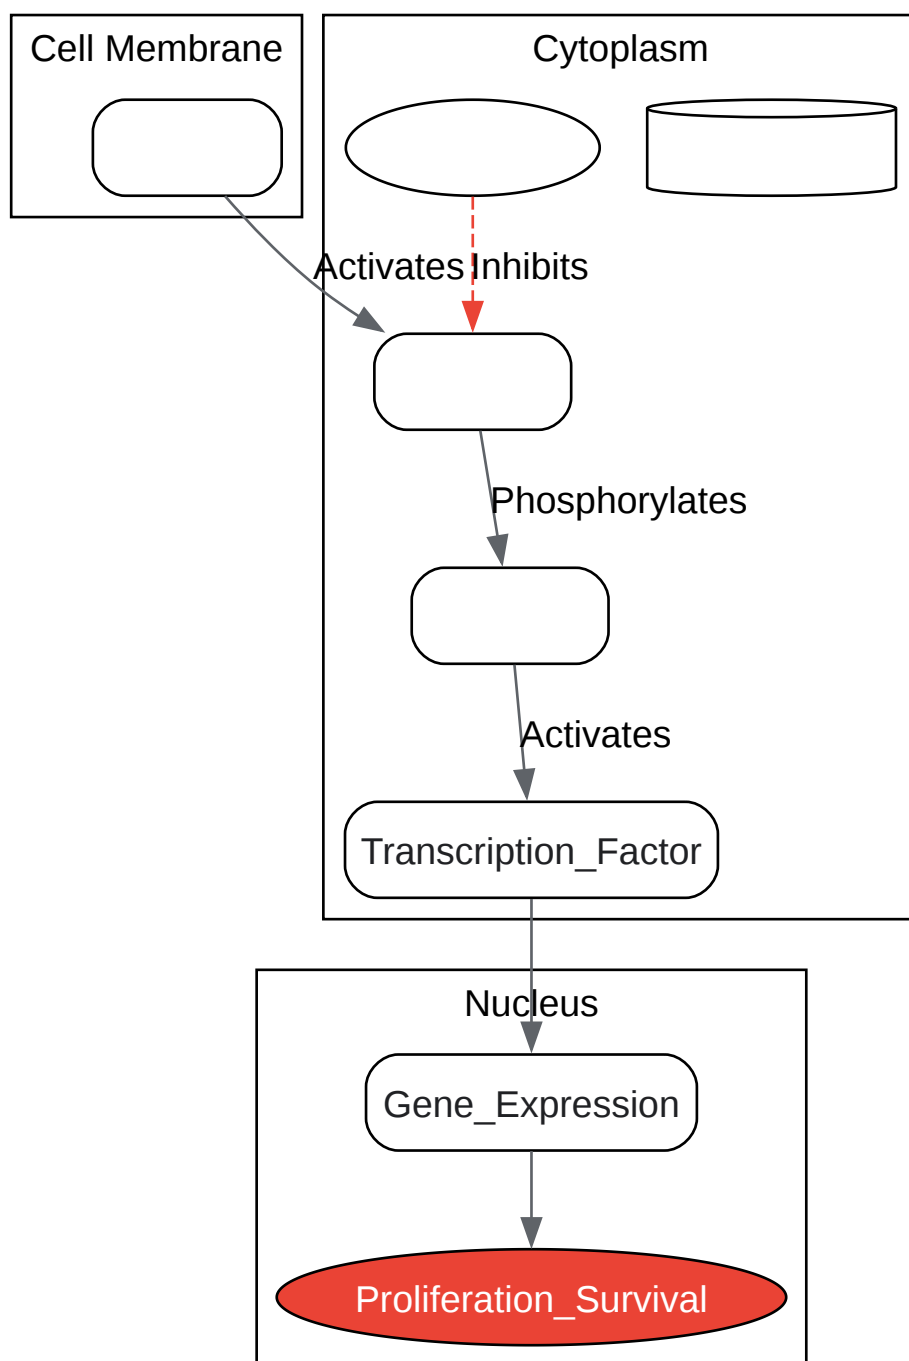 Cell Membrane
Cytoplasm
Activates
Inhibits
Phosphorylates
Activates
Transcription_Factor
Nucleus
Gene_Expression
Proliferation_Survival